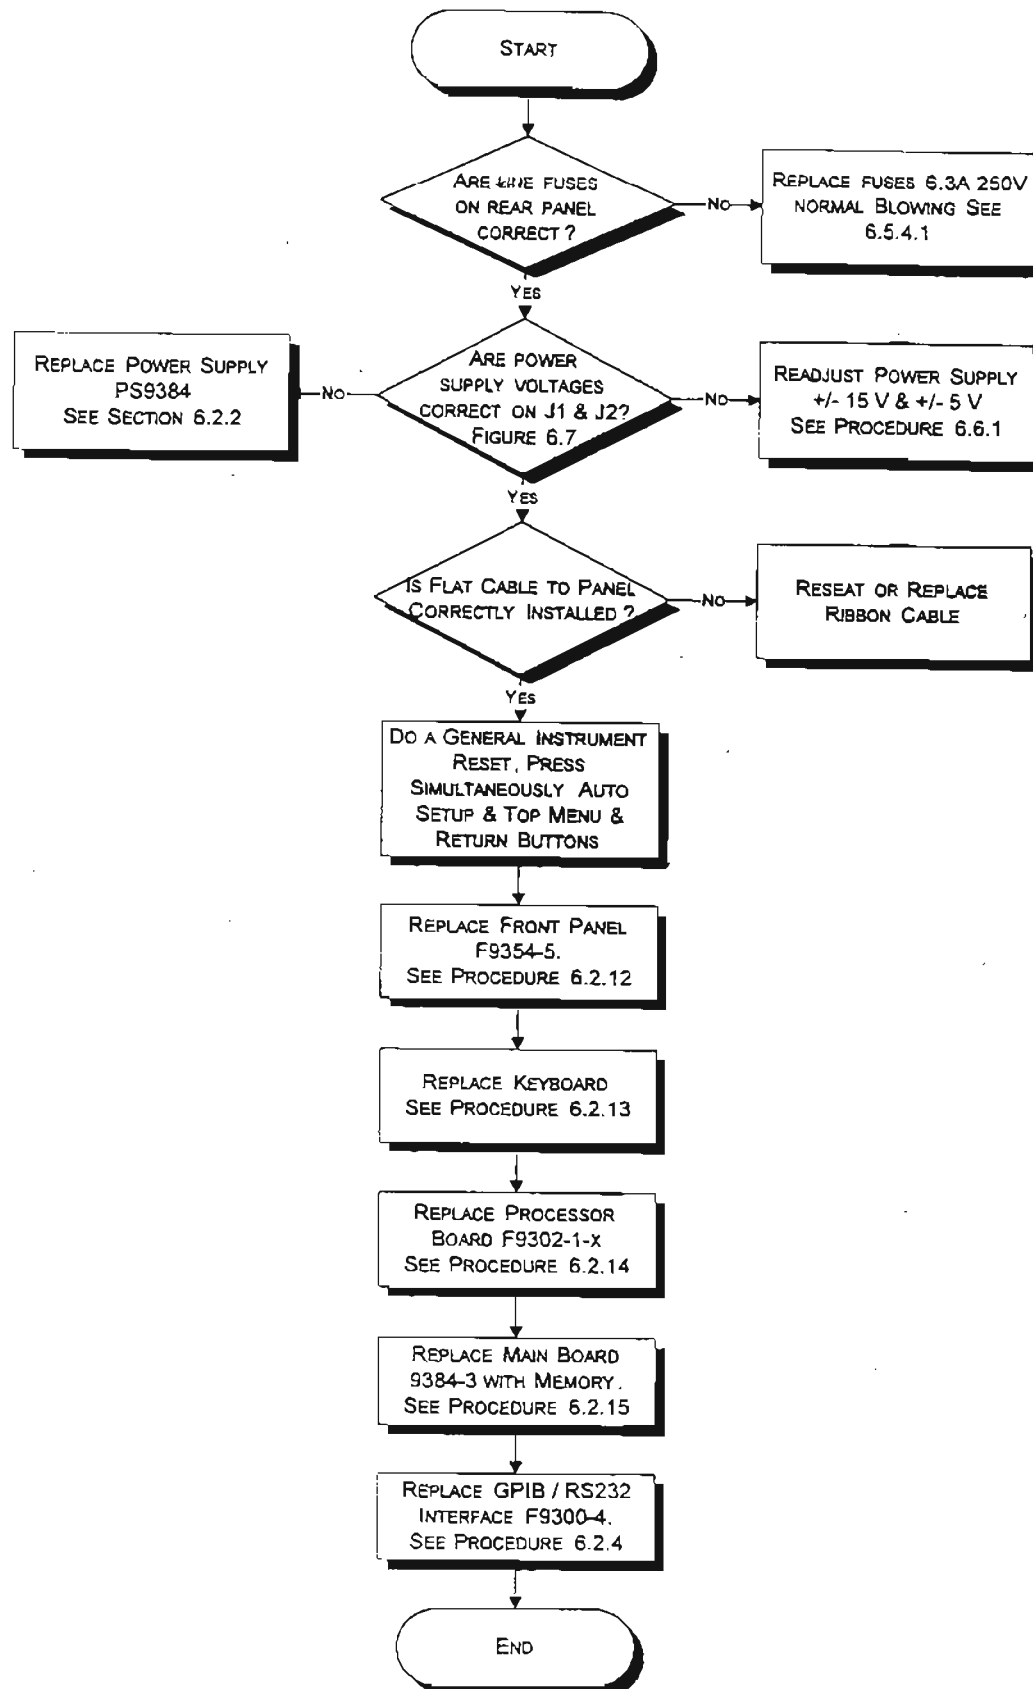 START
ARE LINE FUSES
ON REAR PANEL
CORRECT?
NO
REPLACE FUSES 6.3A 250V
NORMAL BLOWING SEE
6.5.4.1
YES
REPLACE POWER SUPPLY
PS9384
SEE SECTION 6.2.2
NO
ARE POWER
SUPPLY VOLTAGES
CORRECT ON J1 & J2?
FIGURE 6.7
NO
READJUST POWER SUPPLY
+/- 15 V & +/- 5 V
SEE PROCEDURE 6.6.1
YES
IS FLAT CABLE TO PANEL
CORRECTLY INSTALLED?
NO
RESEAT OR REPLACE
RIBBON CABLE
YES
DO A GENERAL INSTRUMENT
RESET, PRESS
SIMULTANEOUSLY AUTO
SETUP & TOP MENU &
RETURN BUTTONS
REPLACE FRONT PANEL
F9354-5.
SEE PROCEDURE 6.2.12
REPLACE KEYBOARD
SEE PROCEDURE 6.2.13
REPLACE PROCESSOR
BOARD F9302-1-X
SEE PROCEDURE 6.2.14
REPLACE MAIN BOARD
9384-3 WITH MEMORY.
SEE PROCEDURE 6.2.15
REPLACE GPIB / RS232
INTERFACE F9300-4.
SEE PROCEDURE 6.2.4
END